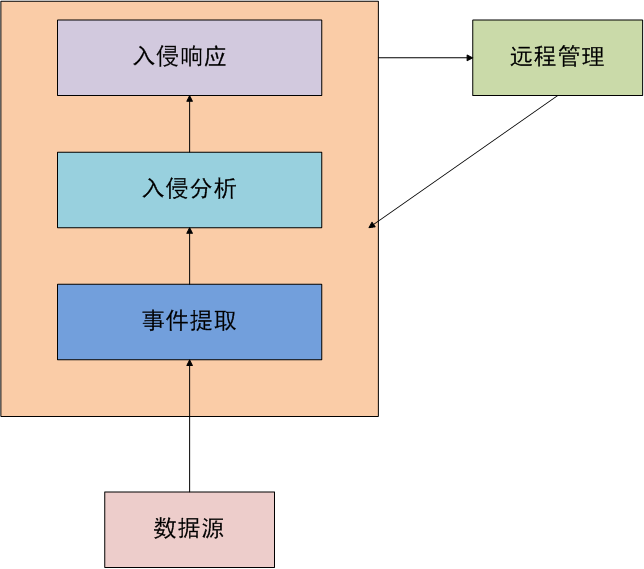 入侵响应
远程管理
入侵分析
事件提取
数据源